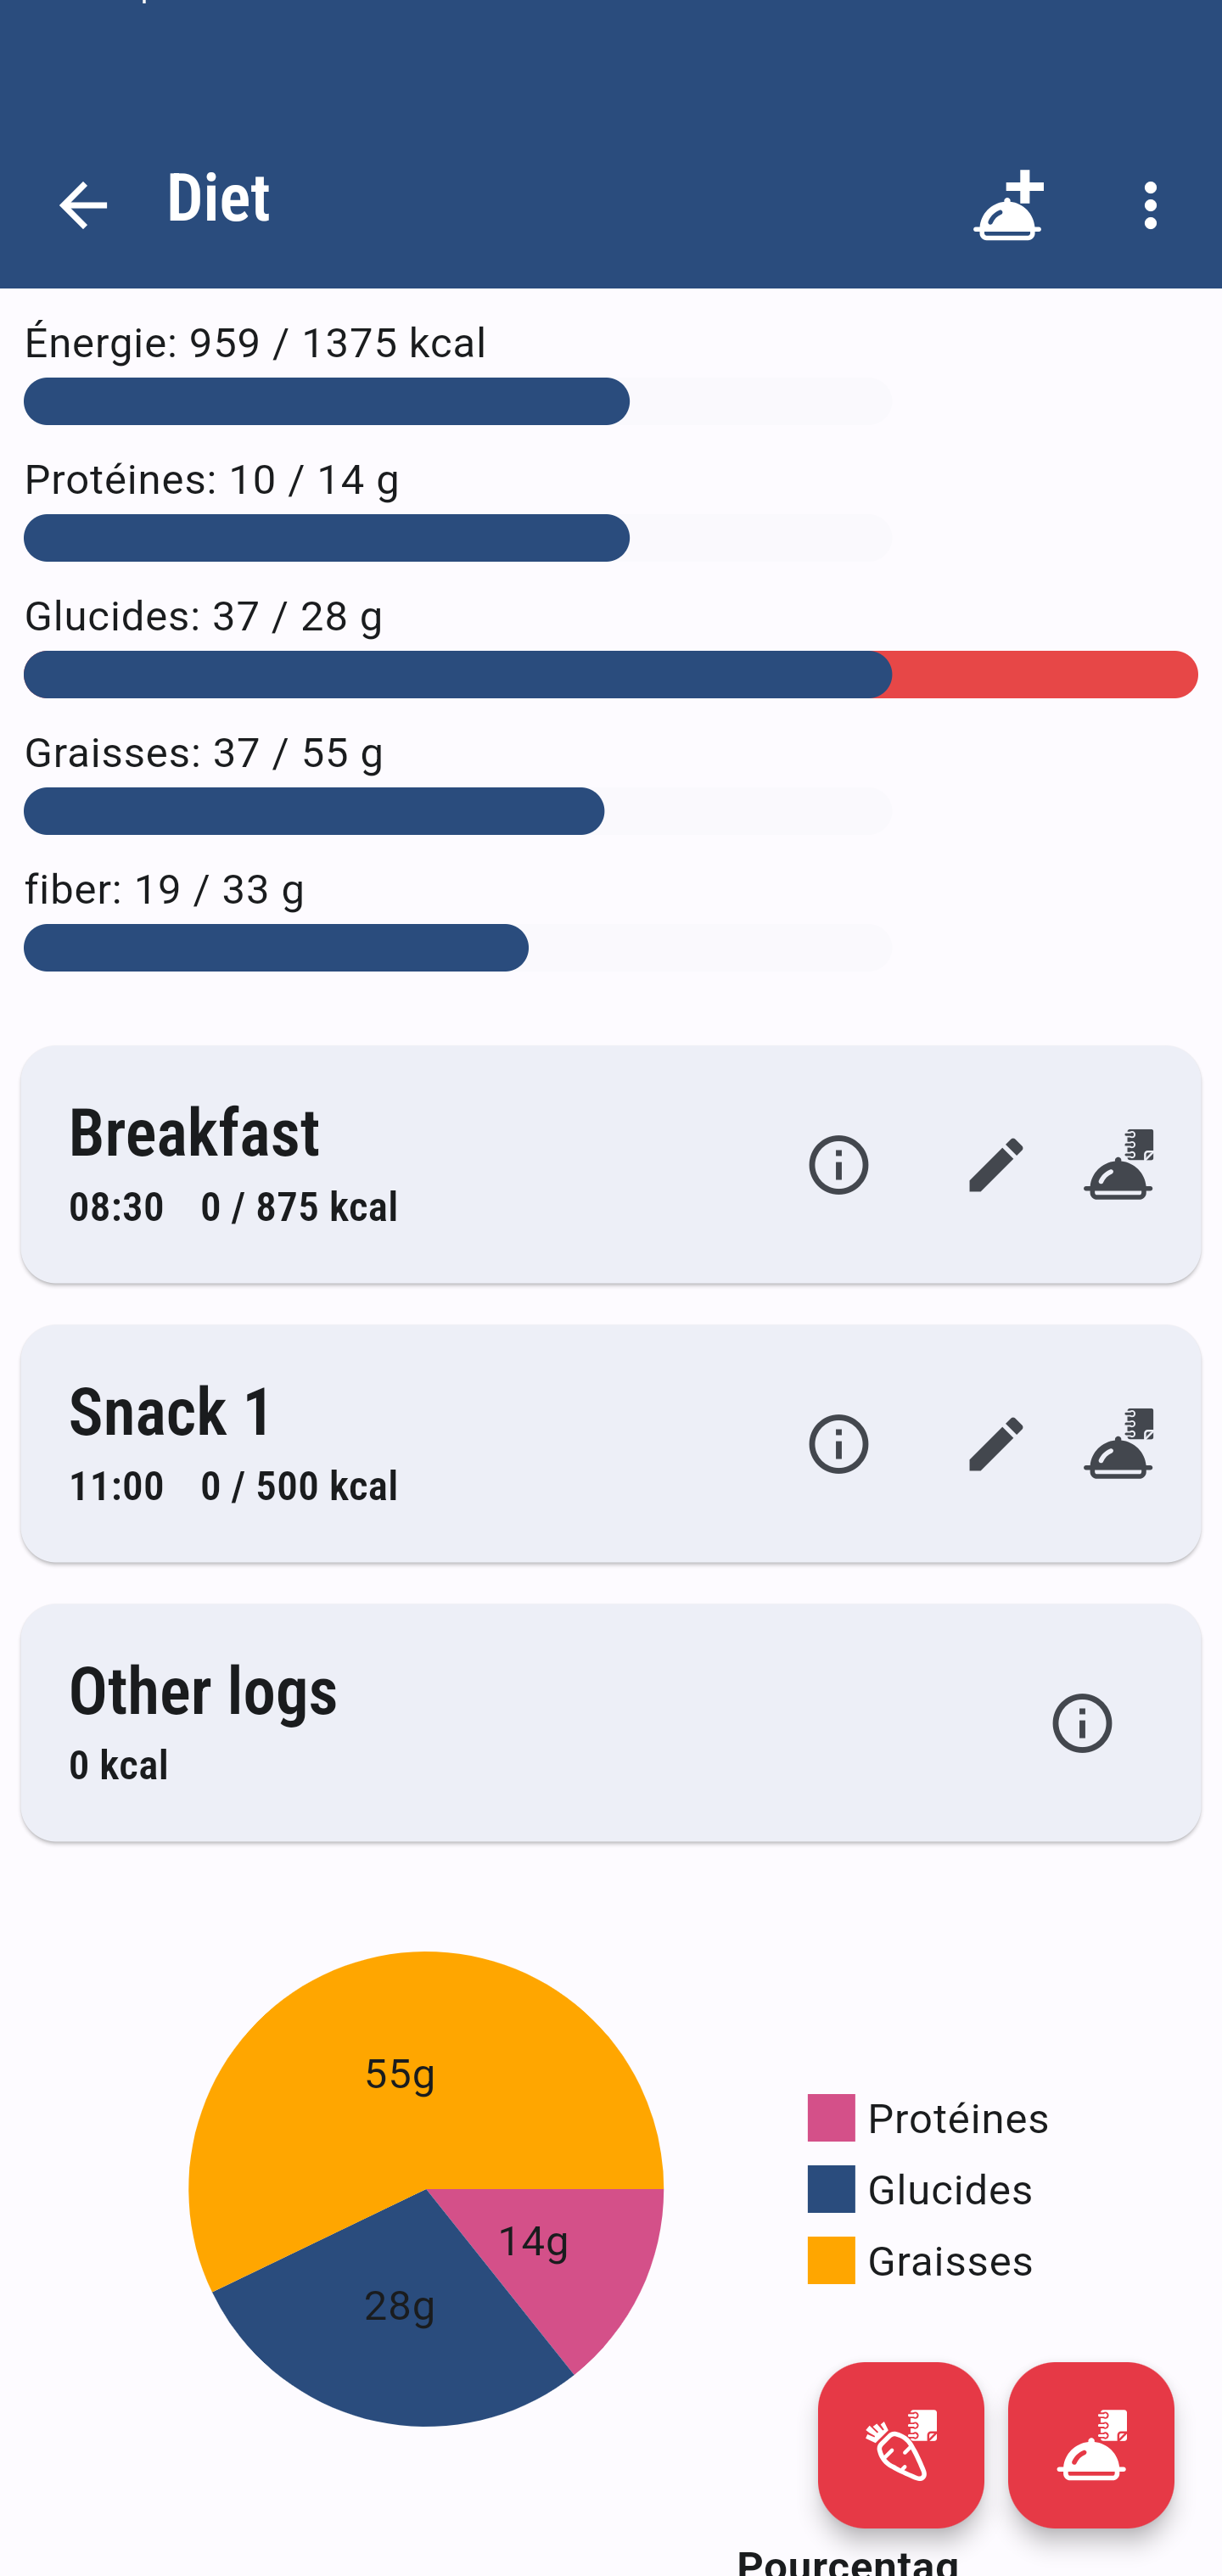 Diet
Énergie: 959 / 1375 kcal
Protéines: 10 / 14 g
Glucides: 37 / 28 g
Graisses: 37 / 55 g
fiber: 19 / 33 g
Breakfast
08:30 0 / 875 kcal
Snack 1
11:00 0 / 500 kcal
Other logs
0 kcal
55g
14g
28g
Protéines
Glucides
Graisses
Pourcentag